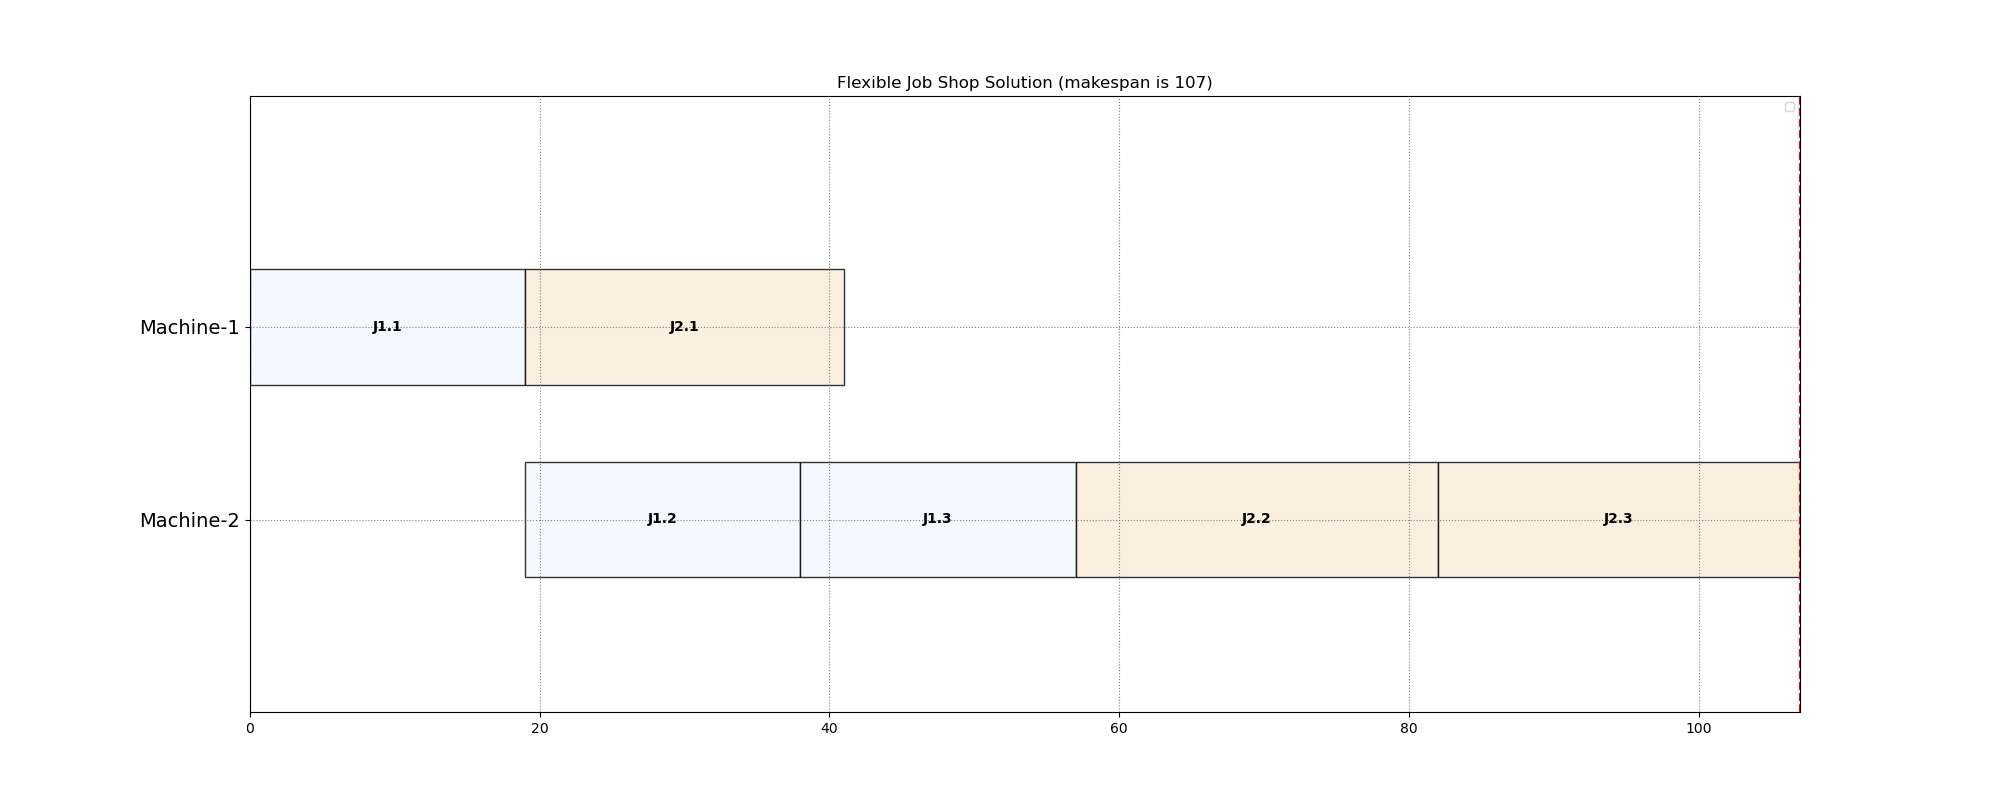 Flexible Job Shop Solution (makespan is 107)
Machine-1
J1.1
J2.1
Machine-2
J1.2
J1.3
J2.2
J2.3
0
20
40
60
80
100